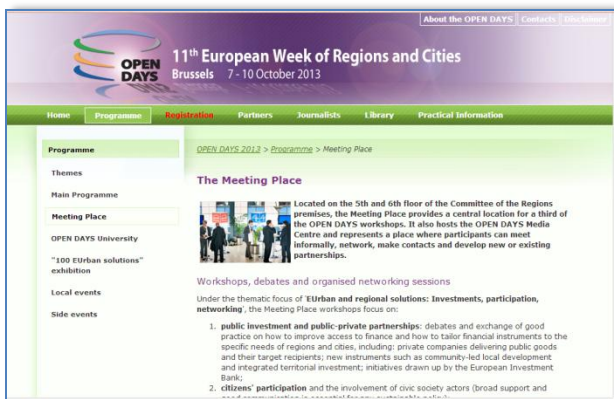 About the OPEN DAYS Contacts Disclaimer
OPEN
DAYS
11th European Week of Regions and Cities
Brussels 7 - 10 October 2013
Home Programme Registration Partners Journalists Library Practical Information
Programme
Themes
Main Programme
Meeting Place
OPEN DAYS University
"100 EUrban solutions"
exhibition
Local events
Side events
OPEN DAYS 2013 > Programme > Meeting Place
The Meeting Place
Located on the 5th and 6th
floor of the Committee of the Regions
premises, the Meeting Place provides a central location for a third of
the OPEN DAYS workshops. It also hosts the OPEN DAYS Media
Centre and represents a place where participants can meet
informally, network, make contacts and develop new or existing
partnerships.
Workshops, debates and organised networking sessions
Under the thematic focus of 'EUrban and regional solutions: Investments, participation,
networking', the Meeting Place workshops focus on:
1. public investment and public-private partnerships: debates and exchange of good
practice on how to improve access to finance and how to tailor financial instruments to the
specific needs of regions and cities, including: private companies delivering public goods
and their target recipients; new instruments such as community-led local development
and integrated territorial investment; initiatives drawn up by the European Investment
Bank;
2. citizens' participation and the involvement of civic society actors (broad support and